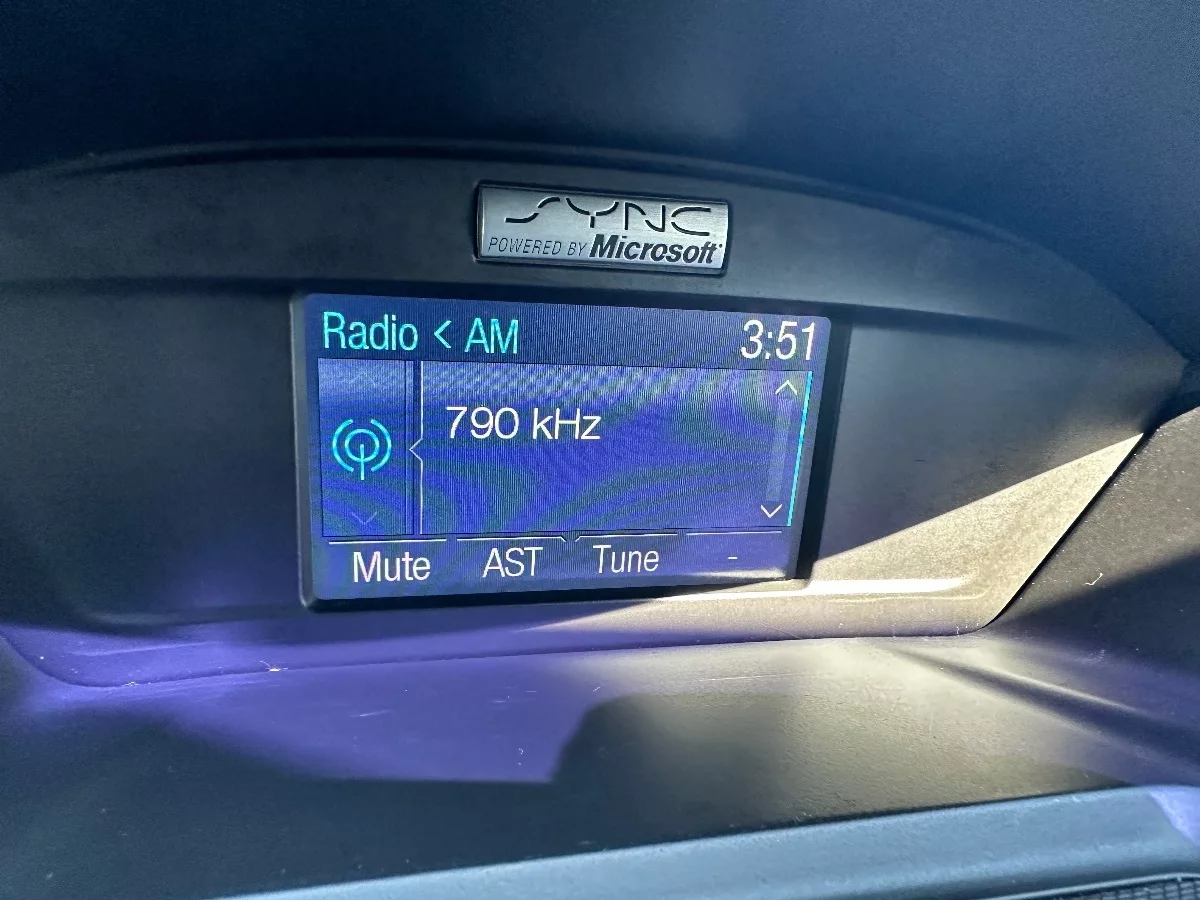 SYNC
POWERED BY Microsoft
Radio < AM 3:51
790 kHz
Mute AST Tune -